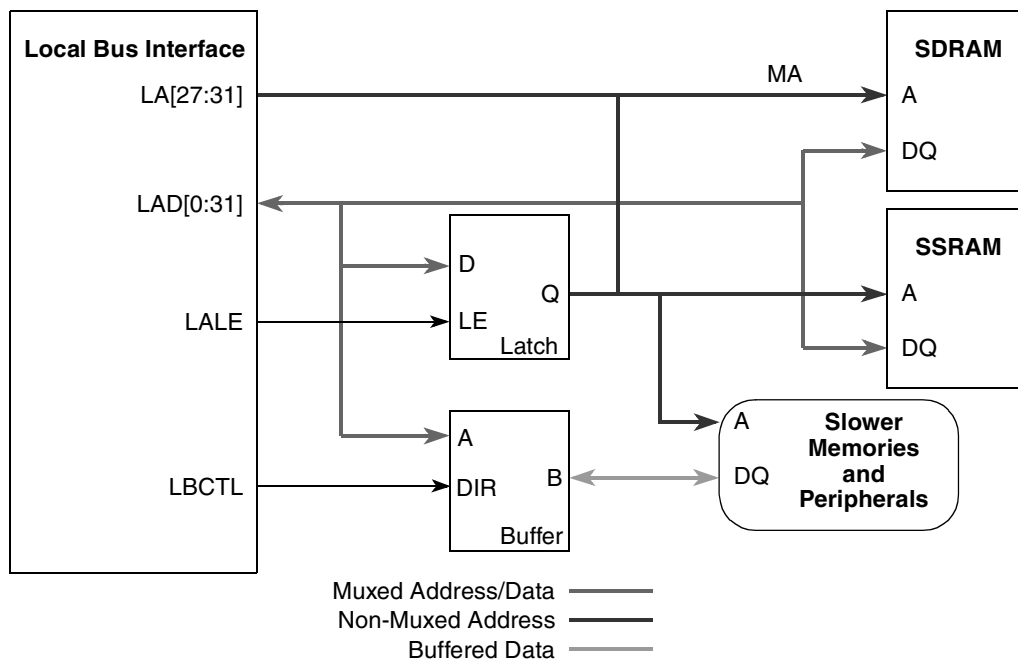 Local Bus Interface
LA[27:31]
LAD[0:31]
LALE
LBCTL
MA
SDRAM
A
DQ
SSRAM
A
DQ
D
Q
LE
Latch
A
B
DIR
Buffer
A
DQ
Slower
Memories
and
Peripherals
Muxed Address/Data
Non-Muxed Address
Buffered Data